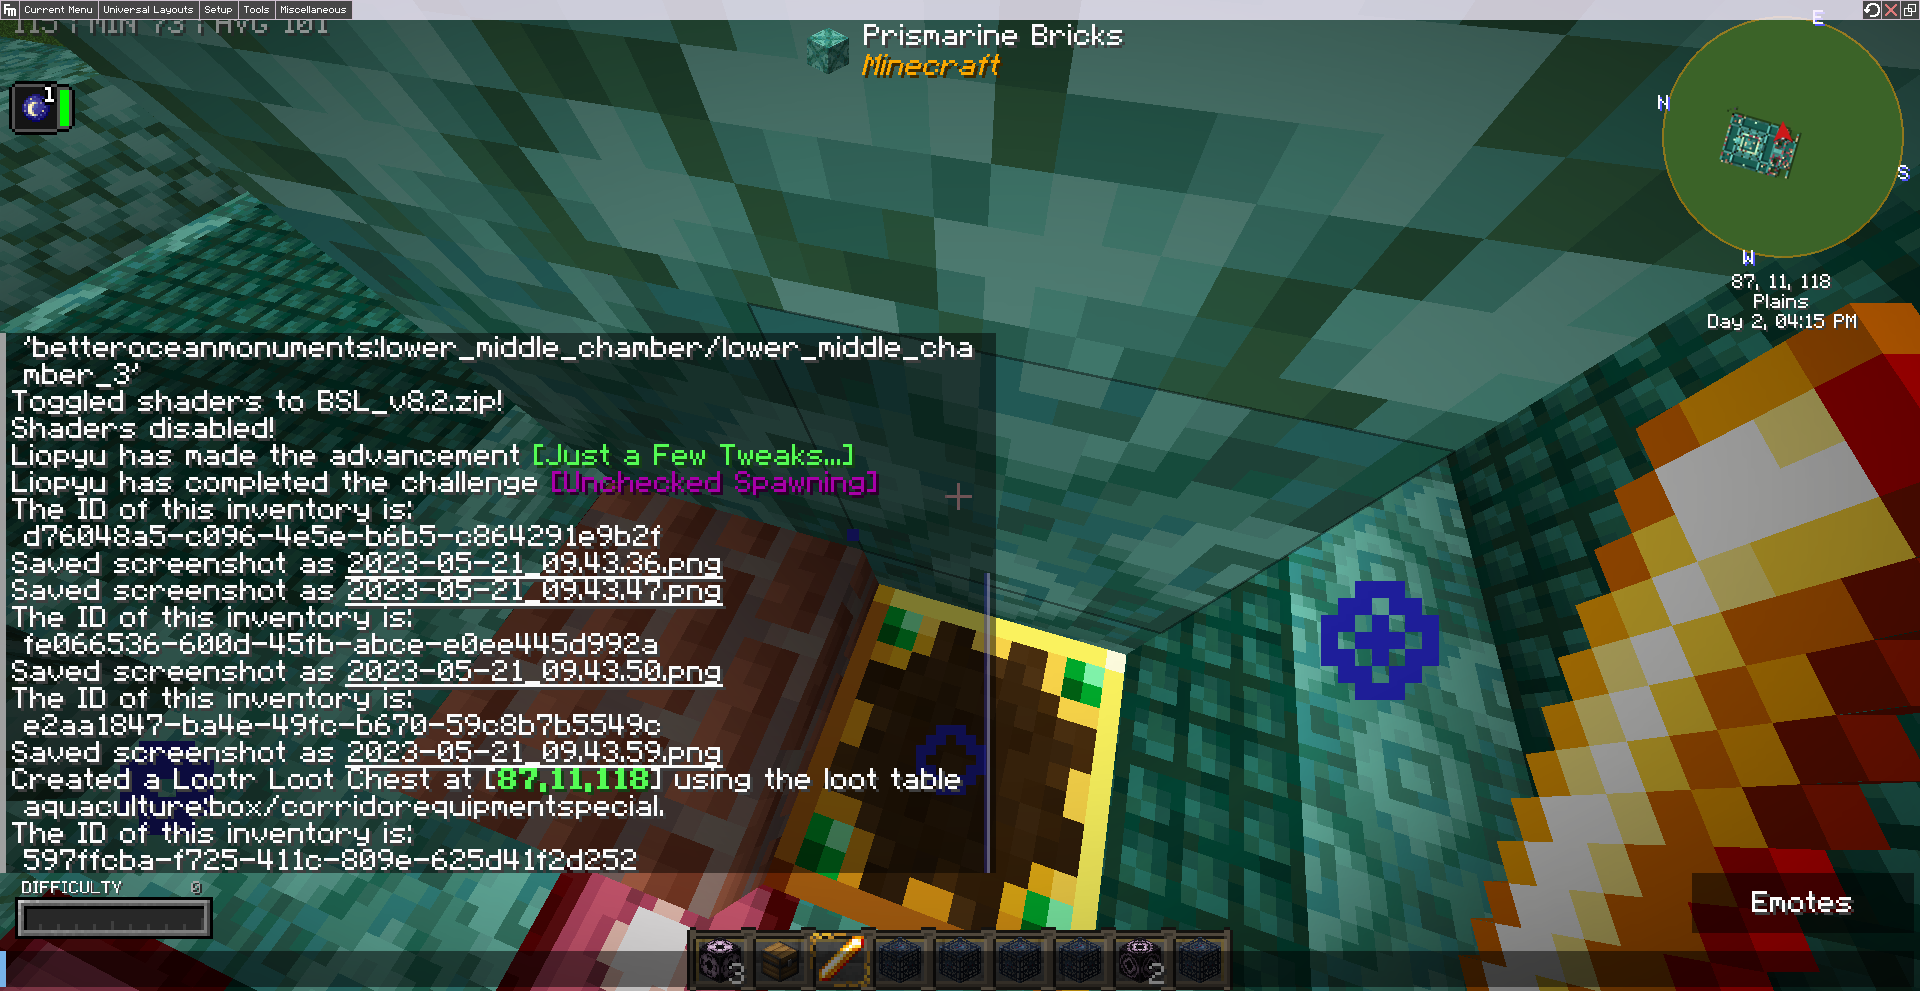 Fm Current Menu Universal Layouts Setup Tools Miscellaneous
115 | MIN 73 | AVG 101
Prismarine Bricks
Minecraft
1
E
N
S
W
87, 11, 118
Plains
Day 2, 04:15 PM
'betteroceanmonuments:lower_middle_chamber/lower_middle_cha
mber_3'
Toggled shaders to BSL_v8.2.zip!
Shaders disabled!
Liopyu has made the advancement [Just a Few Tweaks...]
Liopyu has completed the challenge [Unchecked Spawning]
The ID of this inventory is:
d76048a5-c096-4e5e-b6b5-c864291e9b2f
Saved screenshot as 2023-05-21_09.43.36.png
Saved screenshot as 2023-05-21_09.43.47.png
The ID of this inventory is:
fe066536-600d-45fb-abce-e0ee445d992a
Saved screenshot as 2023-05-21_09.43.50.png
The ID of this inventory is:
e2aa1847-ba4e-49fc-b670-59c8b7b5549c
Saved screenshot as 2023-05-21_09.43.59.png
Created a Lootr Loot Chest at [87,11,118] using the loot table
aquaculture:box/corridorequipmentspecial.
The ID of this inventory is:
597ffcba-f725-411c-809e-625d41f2d252
DIFFICULTY 0
Emotes
3
2